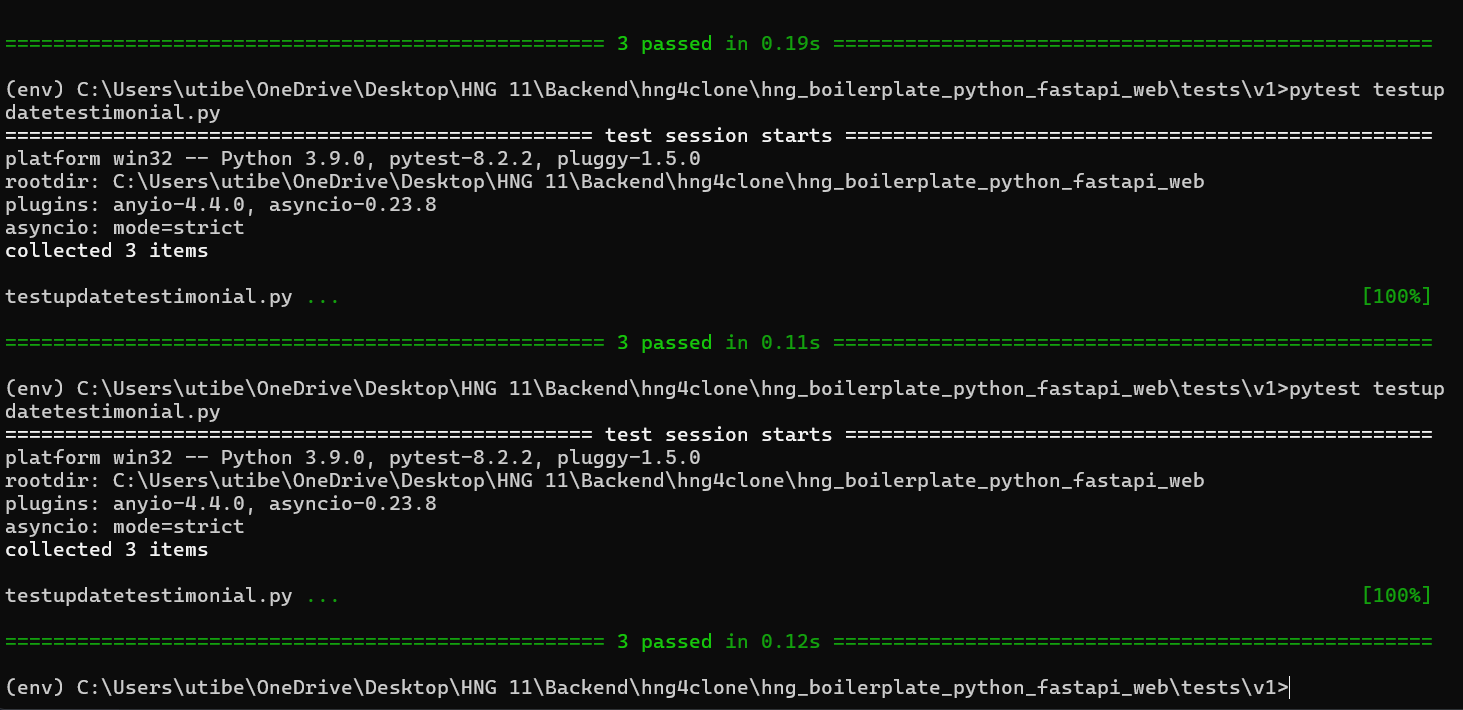 ================================================== 3 passed in 0.19s ==================================================
(env) C:\Users\utibe\OneDrive\Desktop\HNG 11\Backend\hng4clone\hng_boilerplate_python_fastapi_web\tests\v1>pytest testup
datetestimonial.py
================================================= test session starts =================================================
platform win32 -- Python 3.9.0, pytest-8.2.2, pluggy-1.5.0
rootdir: C:\Users\utibe\OneDrive\Desktop\HNG 11\Backend\hng4clone\hng_boilerplate_python_fastapi_web
plugins: anyio-4.4.0, asyncio-0.23.8
asyncio: mode=strict
collected 3 items
testupdatetestimonial.py ... [100%]
================================================== 3 passed in 0.11s ==================================================
(env) C:\Users\utibe\OneDrive\Desktop\HNG 11\Backend\hng4clone\hng_boilerplate_python_fastapi_web\tests\v1>pytest testup
datetestimonial.py
================================================= test session starts =================================================
platform win32 -- Python 3.9.0, pytest-8.2.2, pluggy-1.5.0
rootdir: C:\Users\utibe\OneDrive\Desktop\HNG 11\Backend\hng4clone\hng_boilerplate_python_fastapi_web
plugins: anyio-4.4.0, asyncio-0.23.8
asyncio: mode=strict
collected 3 items
testupdatetestimonial.py ... [100%]
================================================== 3 passed in 0.12s ==================================================
(env) C:\Users\utibe\OneDrive\Desktop\HNG 11\Backend\hng4clone\hng_boilerplate_python_fastapi_web\tests\v1>